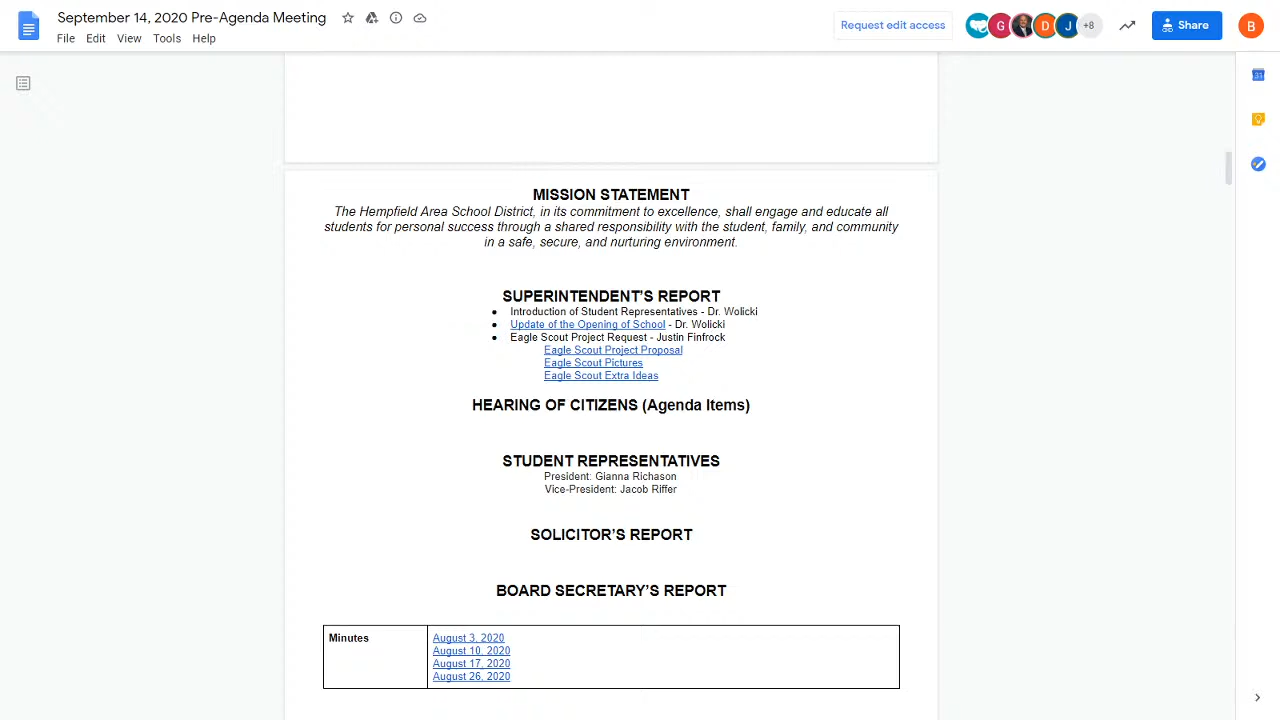 September 14, 2020 Pre-Agenda Meeting
File Edit View Tools Help
Request edit access
G
D
J
+8
Share
B
31
MISSION STATEMENT
The Hempfield Area School District, in its commitment to excellence, shall engage and educate all
students for personal success through a shared responsibility with the student, family, and community
in a safe, secure, and nurturing environment.
SUPERINTENDENT'S REPORT
● Introduction of Student Representatives - Dr. Wolicki
● Update of the Opening of School - Dr. Wolicki
● Eagle Scout Project Request - Justin Finfrock
Eagle Scout Project Proposal
Eagle Scout Pictures
Eagle Scout Extra Ideas
HEARING OF CITIZENS (Agenda Items)
STUDENT REPRESENTATIVES
President: Gianna Richason
Vice-President: Jacob Riffer
SOLICITOR'S REPORT
BOARD SECRETARY'S REPORT
Minutes
August 3, 2020
August 10, 2020
August 17, 2020
August 26, 2020